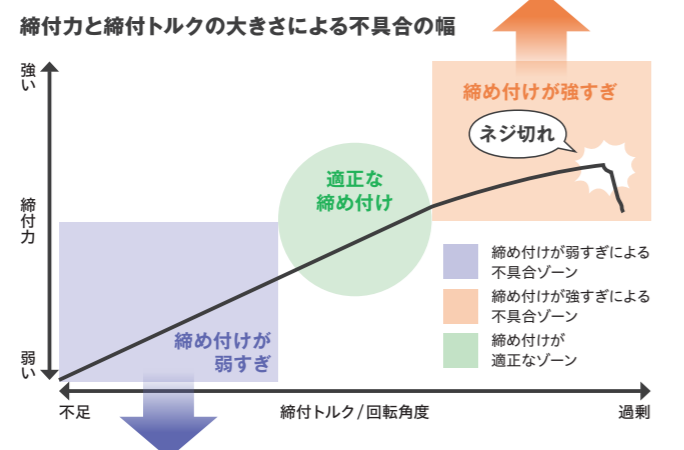 締付力と締付トルクの大きさによる不具合の幅
強い
締め付けが強すぎ
ネジ切れ
適正な
締め付け
締付力
締め付けが弱すぎによる
不具合ゾーン
締め付けが強すぎによる
不具合ゾーン
締め付けが
適正なゾーン
締め付けが
弱すぎ
弱い
不足
締付トルク/回転角度
過剰